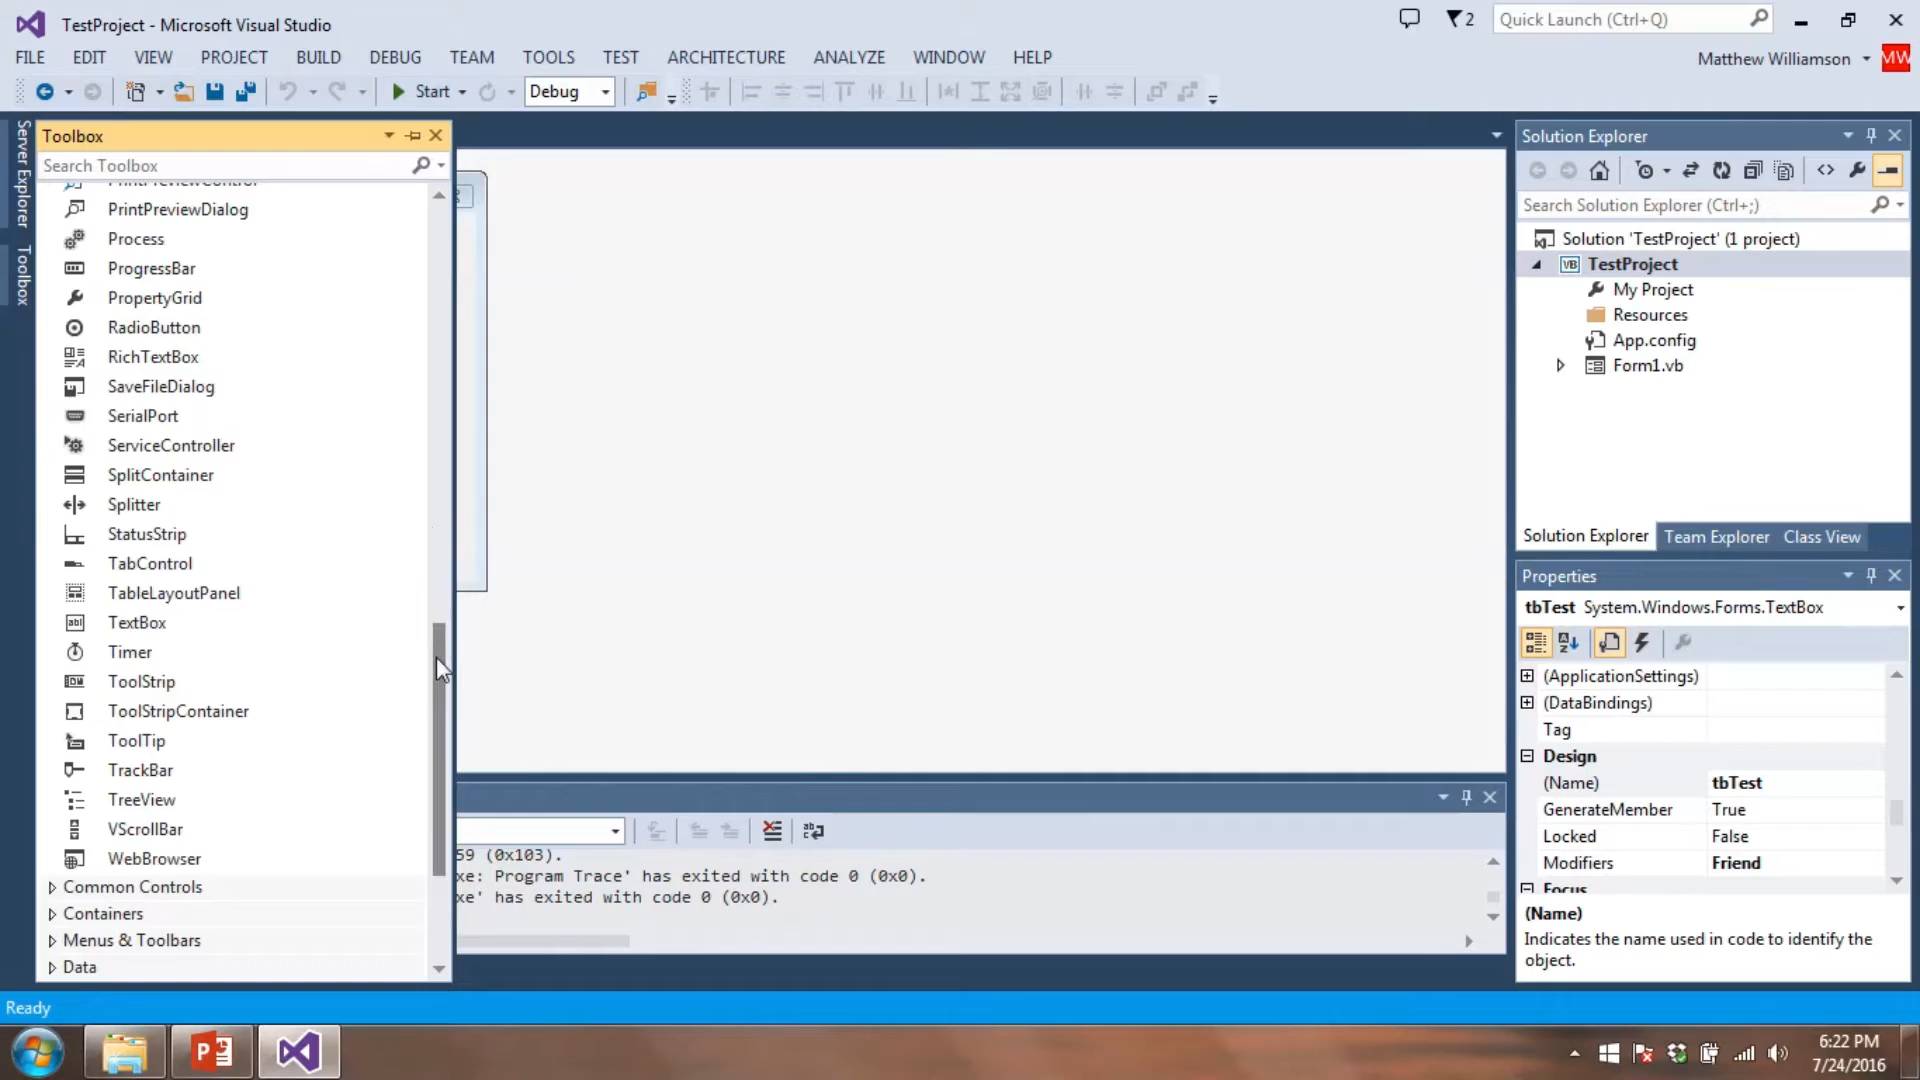 TestProject - Microsoft Visual Studio
2
Quick Launch (Ctrl+Q)
FILE EDIT VIEW PROJECT BUILD DEBUG TEAM TOOLS TEST ARCHITECTURE ANALYZE WINDOW HELP
Matthew Williamson
MW
Start
Debug
Server Explorer
Toolbox
Toolbox
Search Toolbox
PrintPreviewControl
PrintPreviewDialog
Process
ProgressBar
PropertyGrid
RadioButton
RichTextBox
SaveFileDialog
SerialPort
ServiceController
SplitContainer
Splitter
StatusStrip
TabControl
TableLayoutPanel
TextBox
Timer
ToolStrip
ToolStripContainer
ToolTip
TrackBar
TreeView
VScrollBar
WebBrowser
Common Controls
Containers
Menus & Toolbars
Data
59 (0x103).
xe: Program Trace' has exited with code 0 (0x0).
xe' has exited with code 0 (0x0).
Solution Explorer
Search Solution Explorer (Ctrl+;)
Solution 'TestProject' (1 project)
VB TestProject
My Project
Resources
App.config
Form1.vb
Solution Explorer Team Explorer Class View
Properties
tbTest System.Windows.Forms.TextBox
(ApplicationSettings)
(DataBindings)
Tag
Design
(Name) tbTest
GenerateMember True
Locked False
Modifiers Friend
Focus
(Name)
Indicates the name used in code to identify the
object.
Ready
6:22 PM
7/24/2016